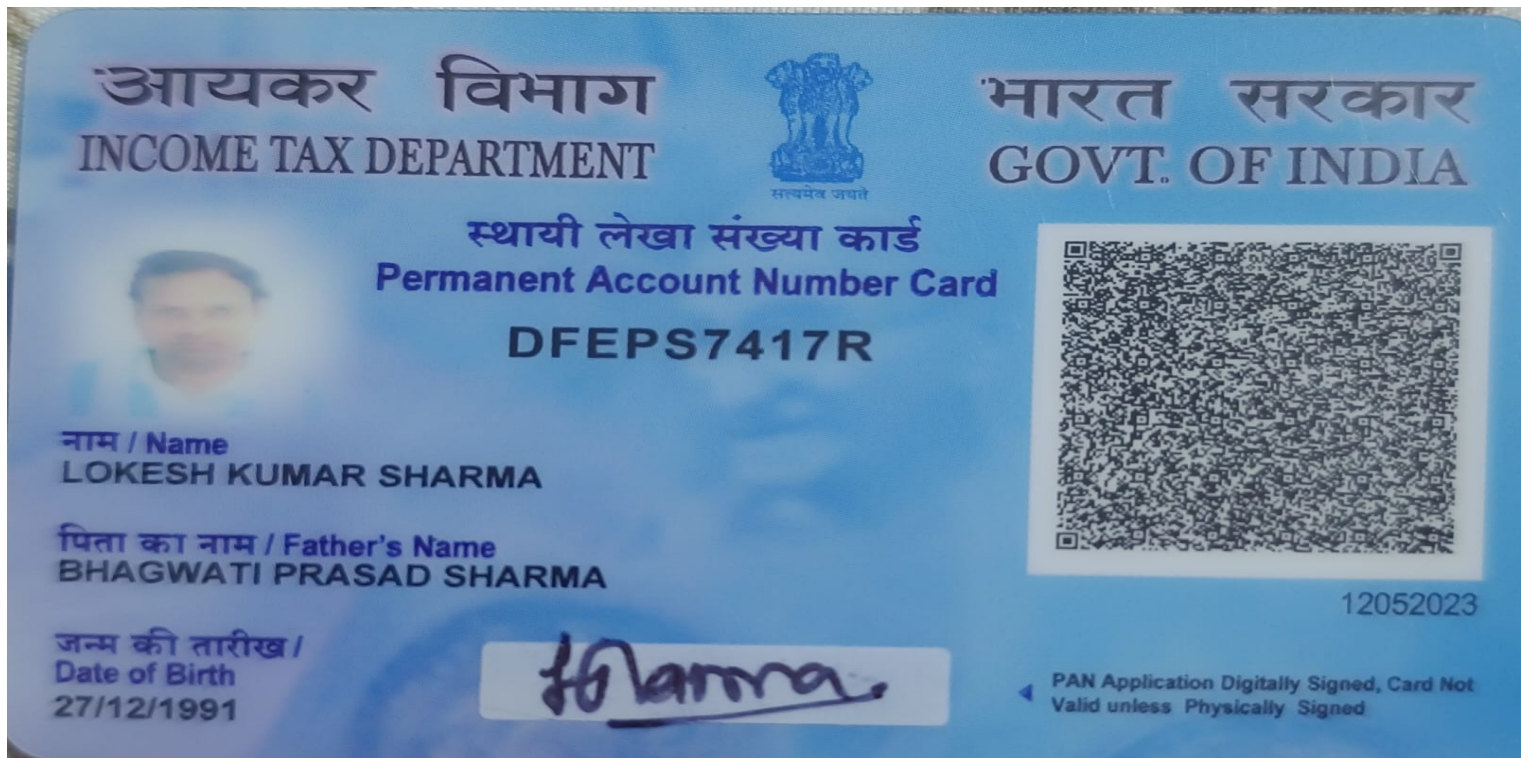 आयकर विभाग
INCOME TAX DEPARTMENT
सत्यमेव जयते
भारत सरकार
GOVT. OF INDIA
स्थायी लेखा संख्या कार्ड
Permanent Account Number Card
DFEPS7417R
नाम / Name
LOKESH KUMAR SHARMA
पिता का नाम / Father's Name
BHAGWATI PRASAD SHARMA
जन्म की तारीख /
Date of Birth
27/12/1991
LSharma
12052023
PAN Application Digitally Signed, Card Not
Valid unless Physically Signed